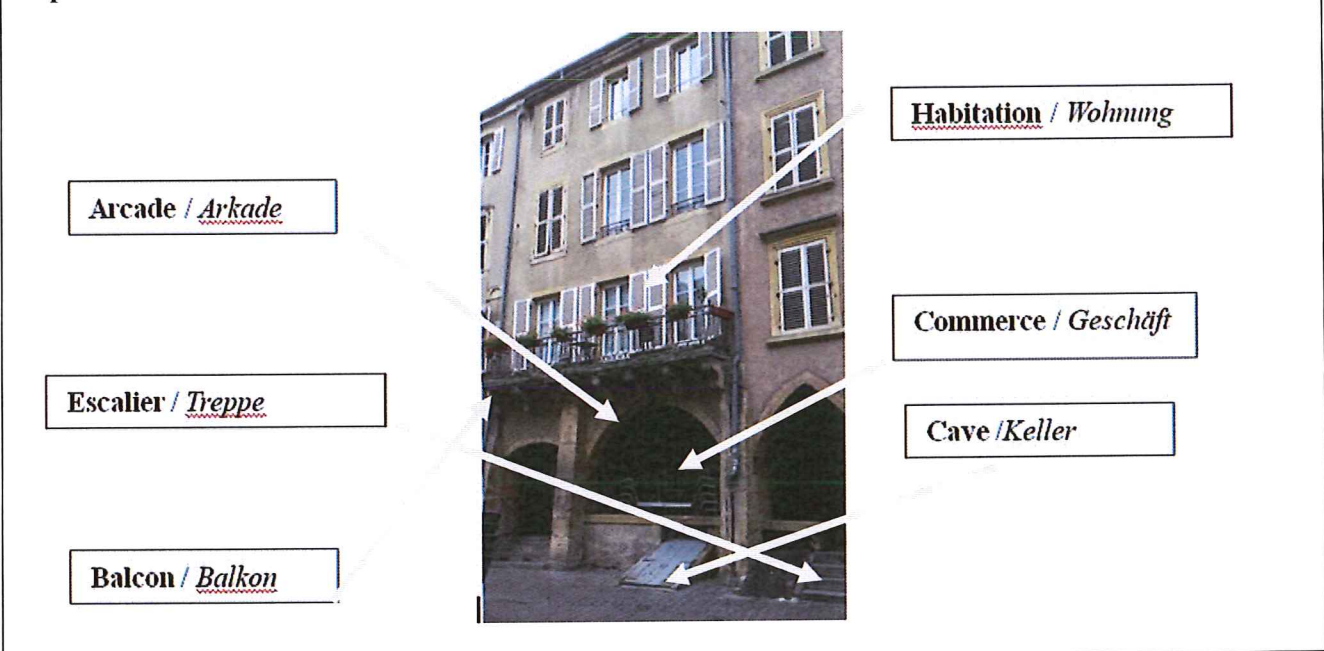 Arcade / Arkade
Escalier / Treppe
Balcon / Balkon
Habitation / Wohnung
Commerce / Geschäft
Cave /Keller